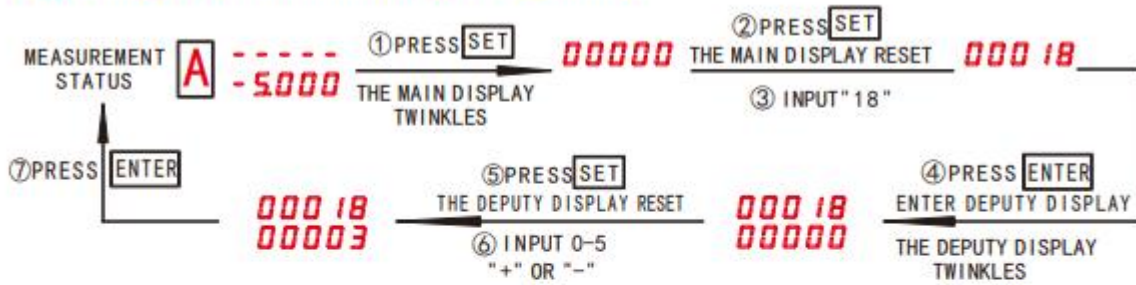 MEASUREMENT
STATUS
A
-----
-5.000
①PRESS SET
THE MAIN DISPLAY
TWINKLES
00000
②PRESS SET
THE MAIN DISPLAY RESET
③ INPUT"18"
00018
④PRESS ENTER
ENTER DEPUTY DISPLAY
THE DEPUTY DISPLAY
TWINKLES
00018
00000
⑤PRESS SET
THE DEPUTY DISPLAY RESET
⑥ INPUT 0-5
"+" OR "-"
00018
00003
⑦PRESS ENTER